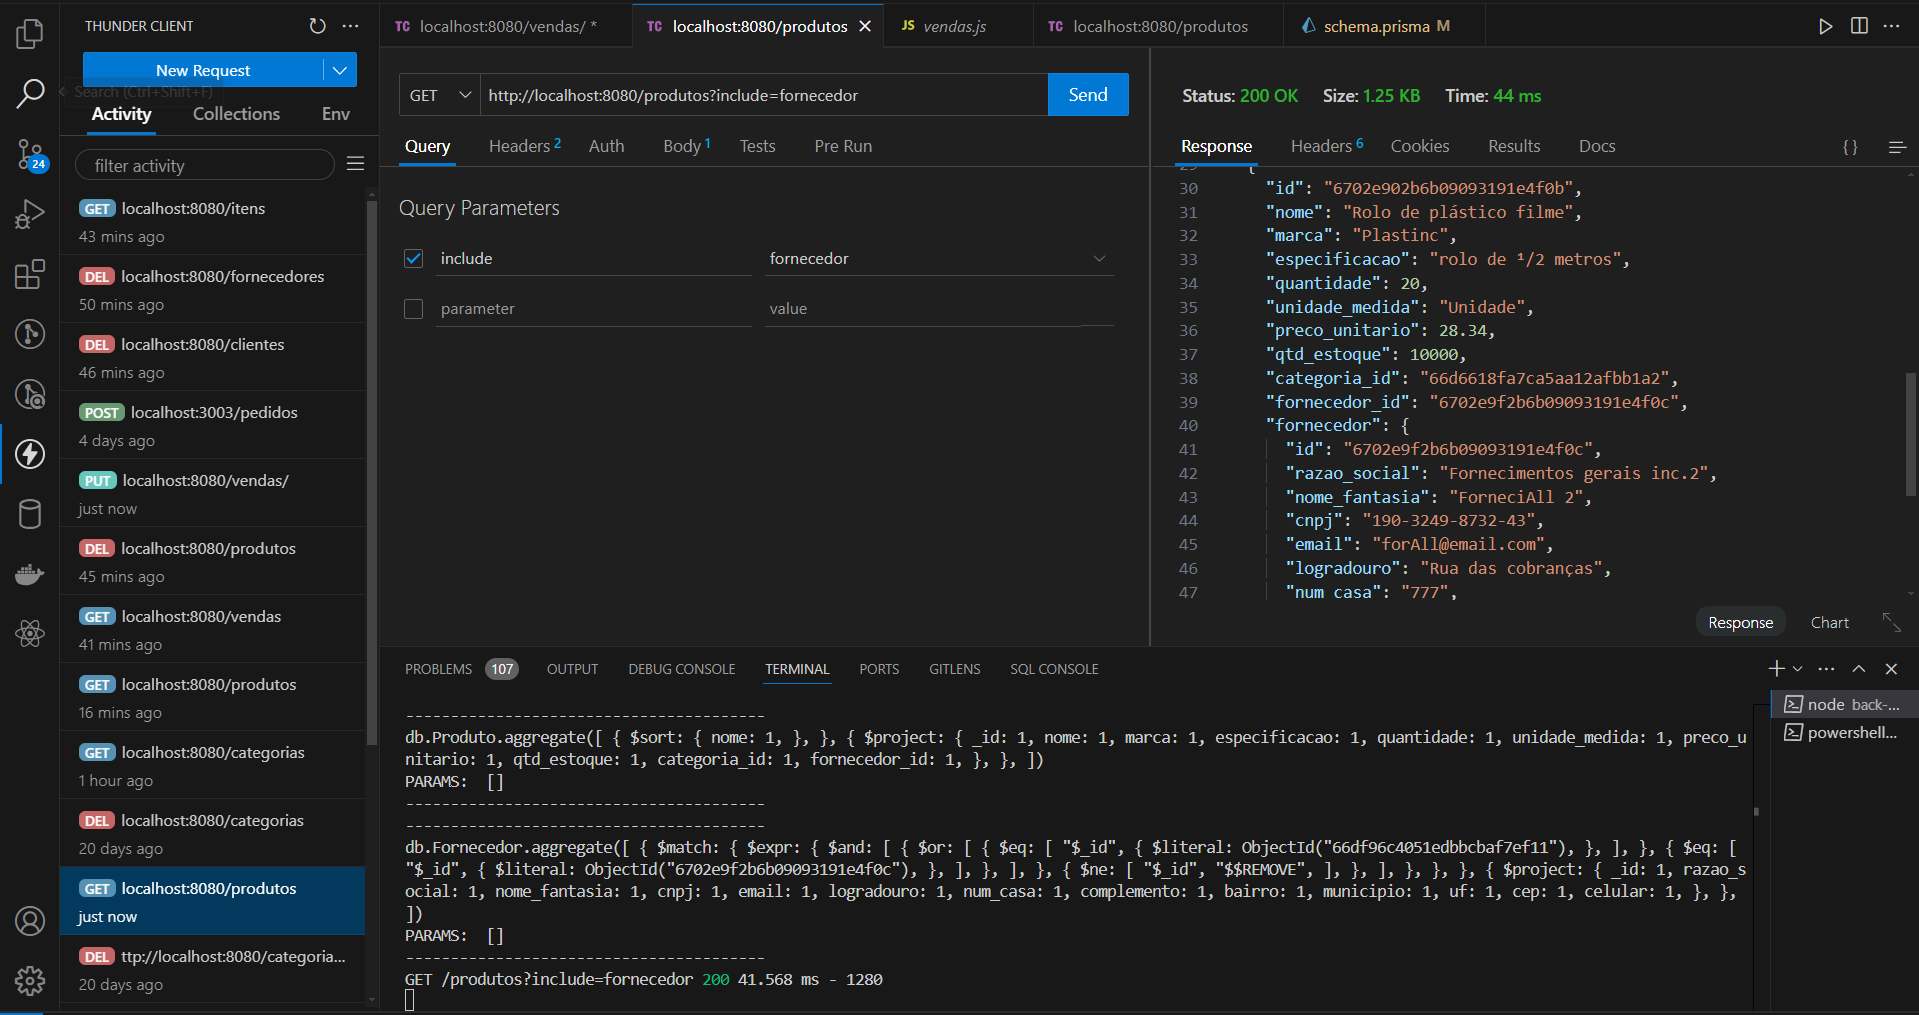 THUNDER CLIENT
New Request
Search (Ctrl+Shift+F)
Activity
Collections
Env
filter activity
24
GET localhost:8080/itens
43 mins ago
DEL localhost:8080/fornecedores
50 mins ago
DEL localhost:8080/clientes
46 mins ago
POST localhost:3003/pedidos
4 days ago
PUT localhost:8080/vendas/
just now
DEL localhost:8080/produtos
45 mins ago
GET localhost:8080/vendas
41 mins ago
GET localhost:8080/produtos
16 mins ago
GET localhost:8080/categorias
1 hour ago
DEL localhost:8080/categorias
20 days ago
GET localhost:8080/produtos
just now
DEL ttp://localhost:8080/categoria...
20 days ago
TC localhost:8080/vendas/ *
TC localhost:8080/produtos
JS vendas.js
TC localhost:8080/produtos
schema.prisma M
GET
http://localhost:8080/produtos?include=fornecedor
Send
Query
Headers 2
Auth
Body 1
Tests
Pre Run
Query Parameters
include
fornecedor
parameter
value
Status: 200 OK
Size: 1.25 KB
Time: 44 ms
Response
Headers 6
Cookies
Results
Docs
{}
29 {
30 "id": "6702e902b6b09093191e4f0b",
31 "nome": "Rolo de plástico filme",
32 "marca": "Plastinc",
33 "especificacao": "rolo de ¹/2 metros",
34 "quantidade": 20,
35 "unidade_medida": "Unidade",
36 "preco_unitario": 28.34,
37 "qtd_estoque": 10000,
38 "categoria_id": "66d6618fa7ca5aa12afbb1a2",
39 "fornecedor_id": "6702e9f2b6b09093191e4f0c",
40 "fornecedor": {
41 "id": "6702e9f2b6b09093191e4f0c",
42 "razao_social": "Fornecimentos gerais inc.2",
43 "nome_fantasia": "ForneciAll 2",
44 "cnpj": "190-3249-8732-43",
45 "email": "forAll@email.com",
46 "logradouro": "Rua das cobranças",
47 "num_casa": "777",
Response
Chart
PROBLEMS 107
OUTPUT
DEBUG CONSOLE
TERMINAL
PORTS
GITLENS
SQL CONSOLE
node back-...
powershell...
----------------------------------------
db.Produto.aggregate([ { $sort: { nome: 1, }, }, { $project: { _id: 1, nome: 1, marca: 1, especificacao: 1, quantidade: 1, unidade_medida: 1, preco_u
nitario: 1, qtd_estoque: 1, categoria_id: 1, fornecedor_id: 1, }, }, ])
PARAMS: []
----------------------------------------
----------------------------------------
db.Fornecedor.aggregate([ { $match: { $expr: { $and: [ { $or: [ { $eq: [ "$_id", { $literal: ObjectId("66df96c4051edbbcbaf7ef11"), }, ], }, { $eq: [
"$_id", { $literal: ObjectId("6702e9f2b6b09093191e4f0c"), }, ], }, ], }, { $ne: [ "$_id", "$$REMOVE", ], }, ], }, }, }, { $project: { _id: 1, razao_s
ocial: 1, nome_fantasia: 1, cnpj: 1, email: 1, logradouro: 1, num_casa: 1, complemento: 1, bairro: 1, municipio: 1, uf: 1, cep: 1, celular: 1, }, },
])
PARAMS: []
----------------------------------------
GET /produtos?include=fornecedor 200 41.568 ms - 1280